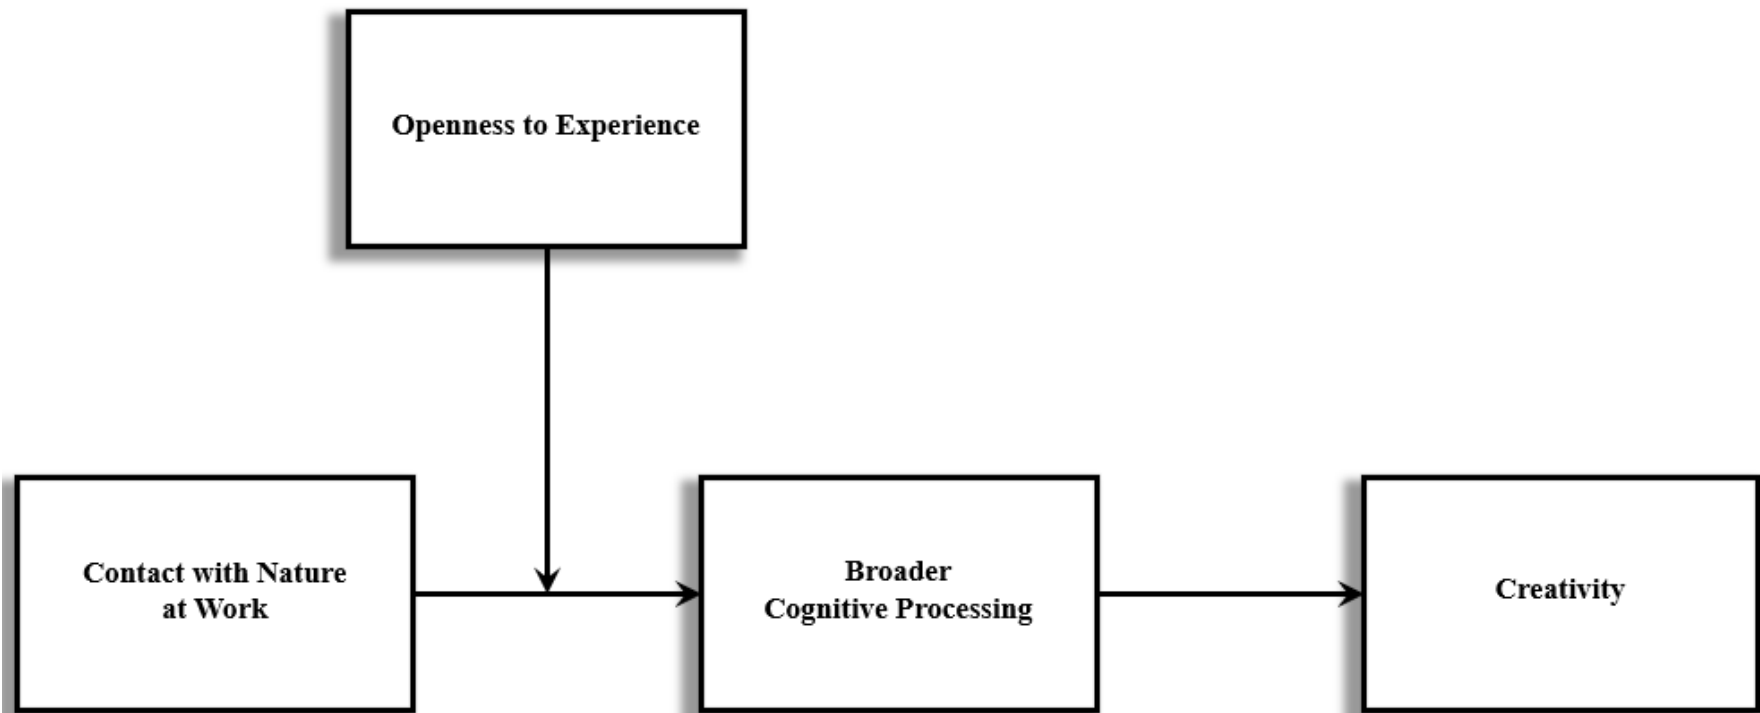 Openness to Experience
Contact with Nature
at Work
Broader
Cognitive Processing
Creativity